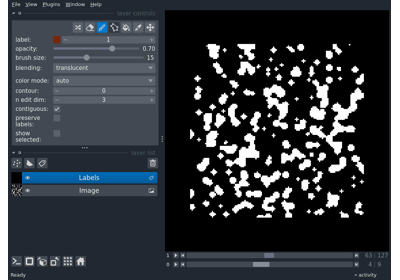 File View Plugins Window Help
layer controls
label: 1
opacity: 0.70
brush size: 15
blending: translucent
color mode: auto
contour: 0
n edit dim: 3
contiguous:
preserve
labels:
show
selected:
layer list
Labels
Image
1 63 127
0 4 9
Ready activity